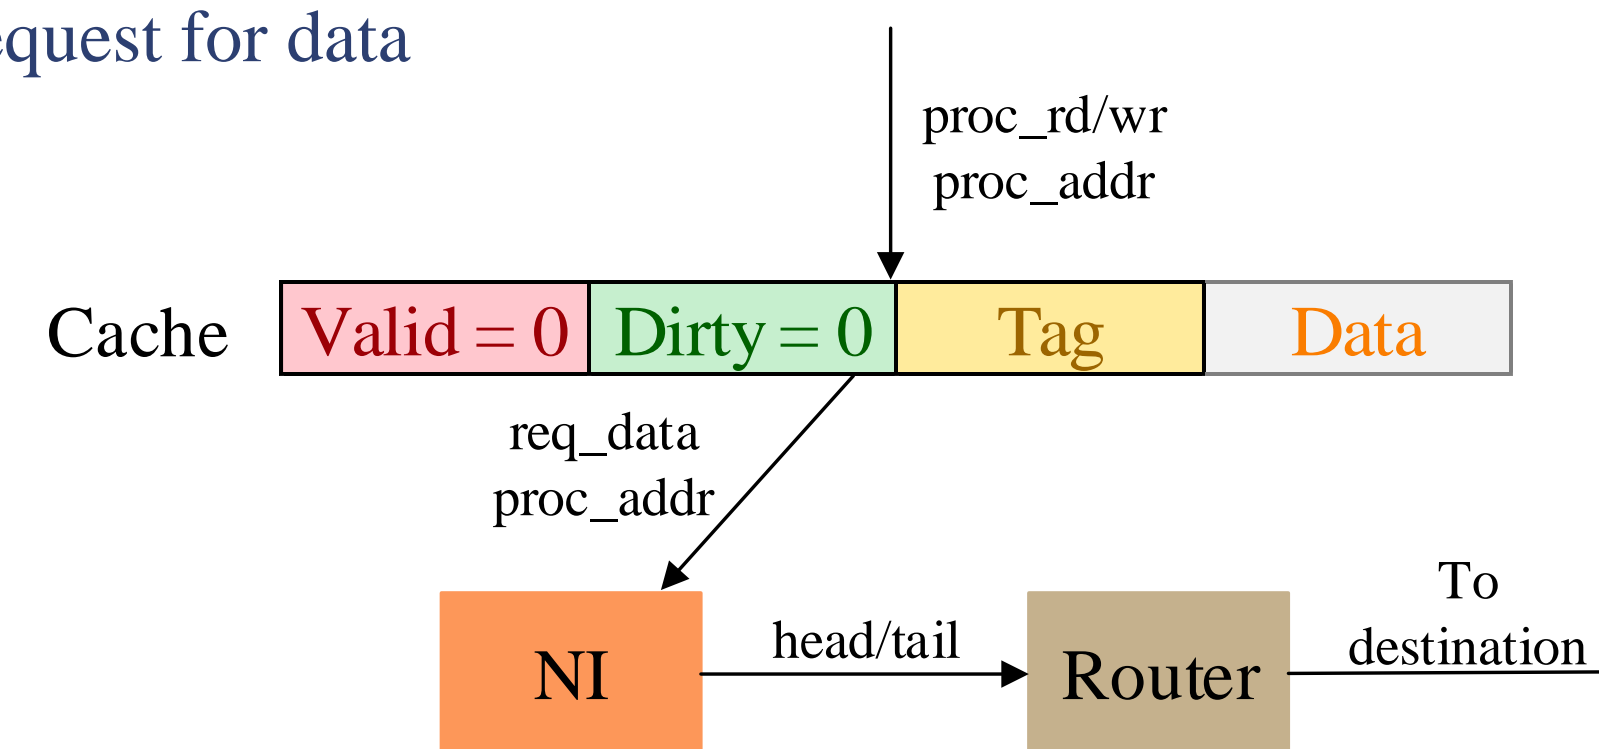 equest for data
proc_rd/wr
proc_addr
Cache
Valid = 0
Dirty = 0
Tag
Data
req_data
proc_addr
To
destination
head/tail
NI
Router